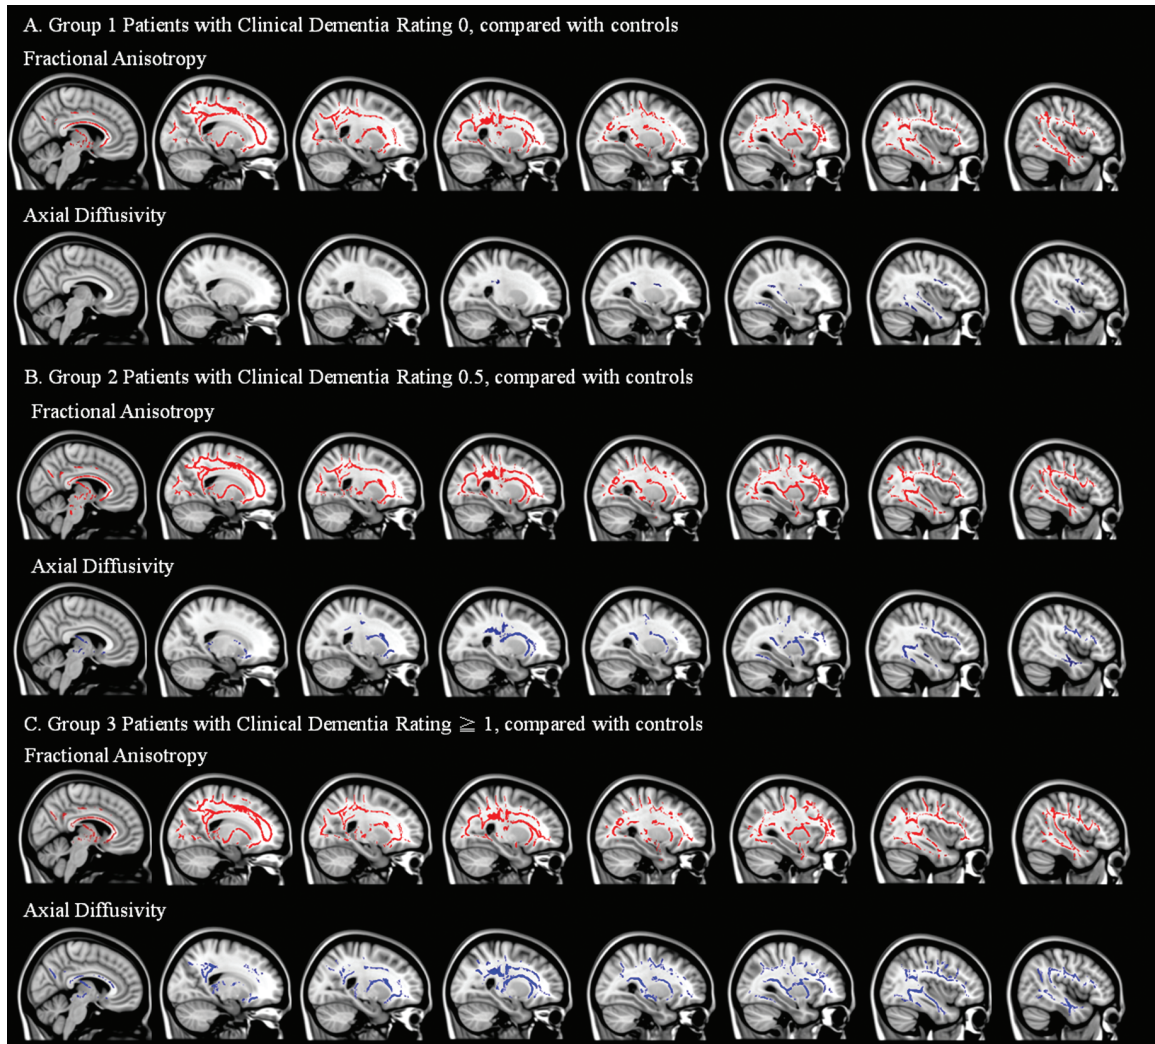 A. Group 1 Patients with Clinical Dementia Rating 0, compared with controls
Fractional Anisotropy
Axial Diffusivity
B. Group 2 Patients with Clinical Dementia Rating 0.5, compared with controls
Fractional Anisotropy
Axial Diffusivity
C. Group 3 Patients with Clinical Dementia Rating ≧ 1, compared with controls
Fractional Anisotropy
Axial Diffusivity